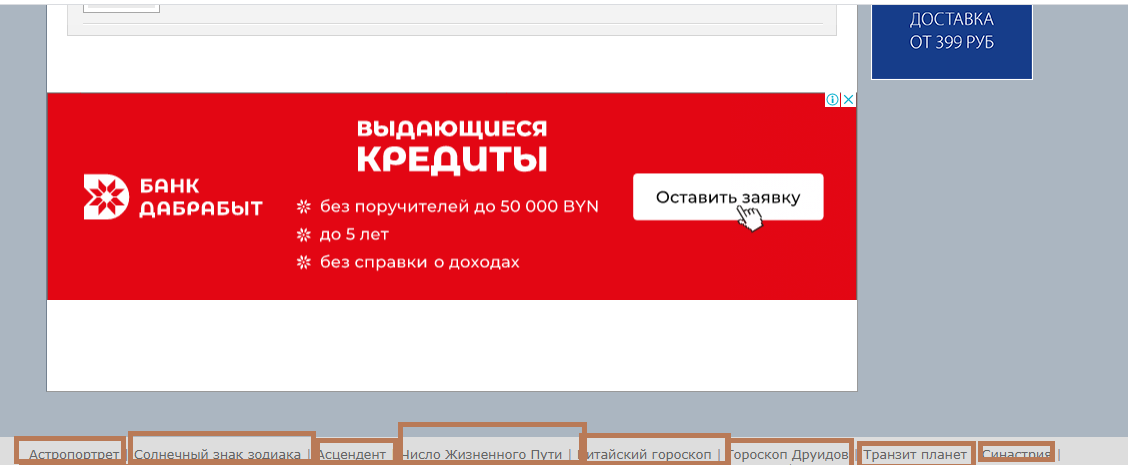 ДОСТАВКА
ОТ 399 РУБ
ВЫДАЮЩИЕСЯ
КРЕДИТЫ
БАНК
ДАБРАБЫТ
без поручителей до 50 000 BYN
до 5 лет
без справки о доходах
Оставить заявку
Астропортрет | Солнечный знак зодиака | Асцендент | Число Жизненного Пути | Китайский гороскоп | Гороскоп Друидов | Транзит планет | Синастрия |